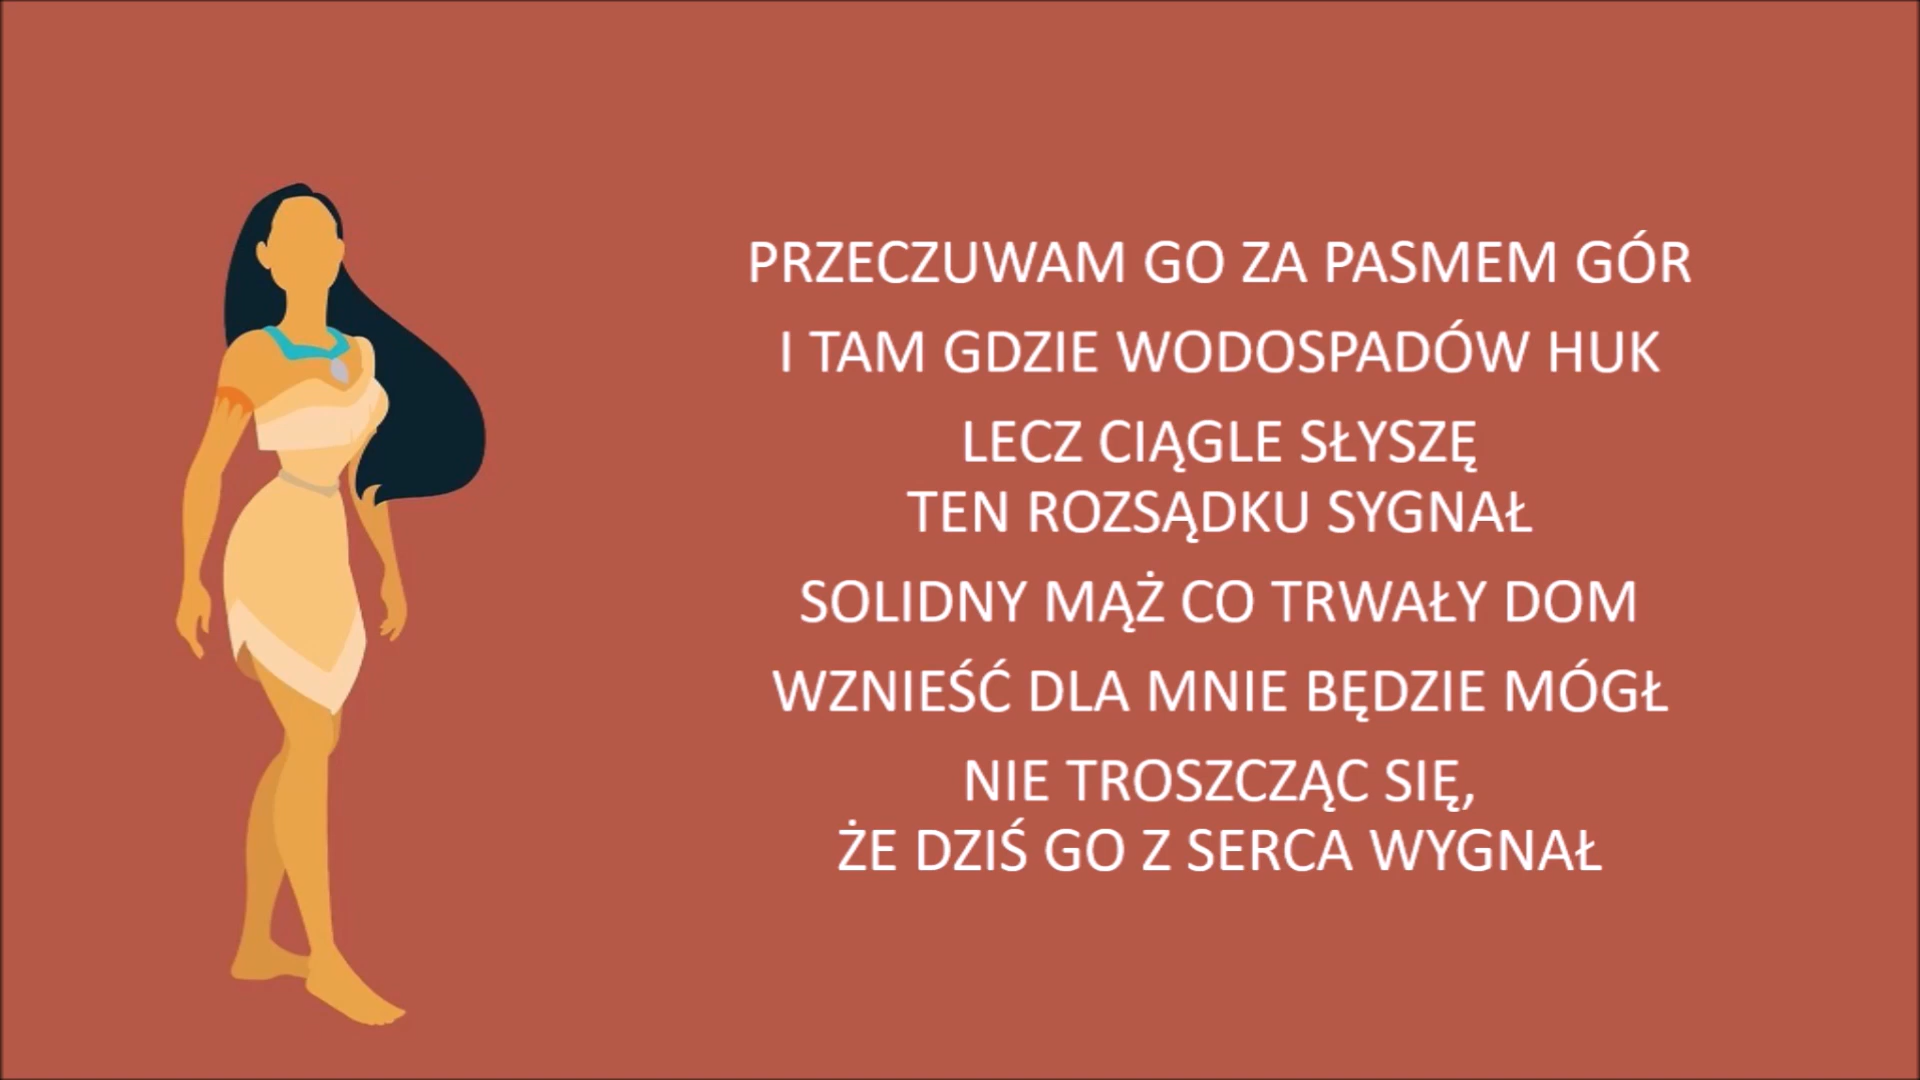 PRZECZUWAM GO ZA PASMEM GÓR
I TAM GDZIE WODOSPADÓW HUK
LECZ CIĄGLE SŁYSZĘ
TEN ROZSĄDKU SYGNAŁ
SOLIDNY MĄŻ CO TRWAŁY DOM
WZNIEŚĆ DLA MNIE BĘDZIE MÓGŁ
NIE TROSZCZĄC SIĘ,
ŻE DZIŚ GO Z SERCA WYGNAŁ